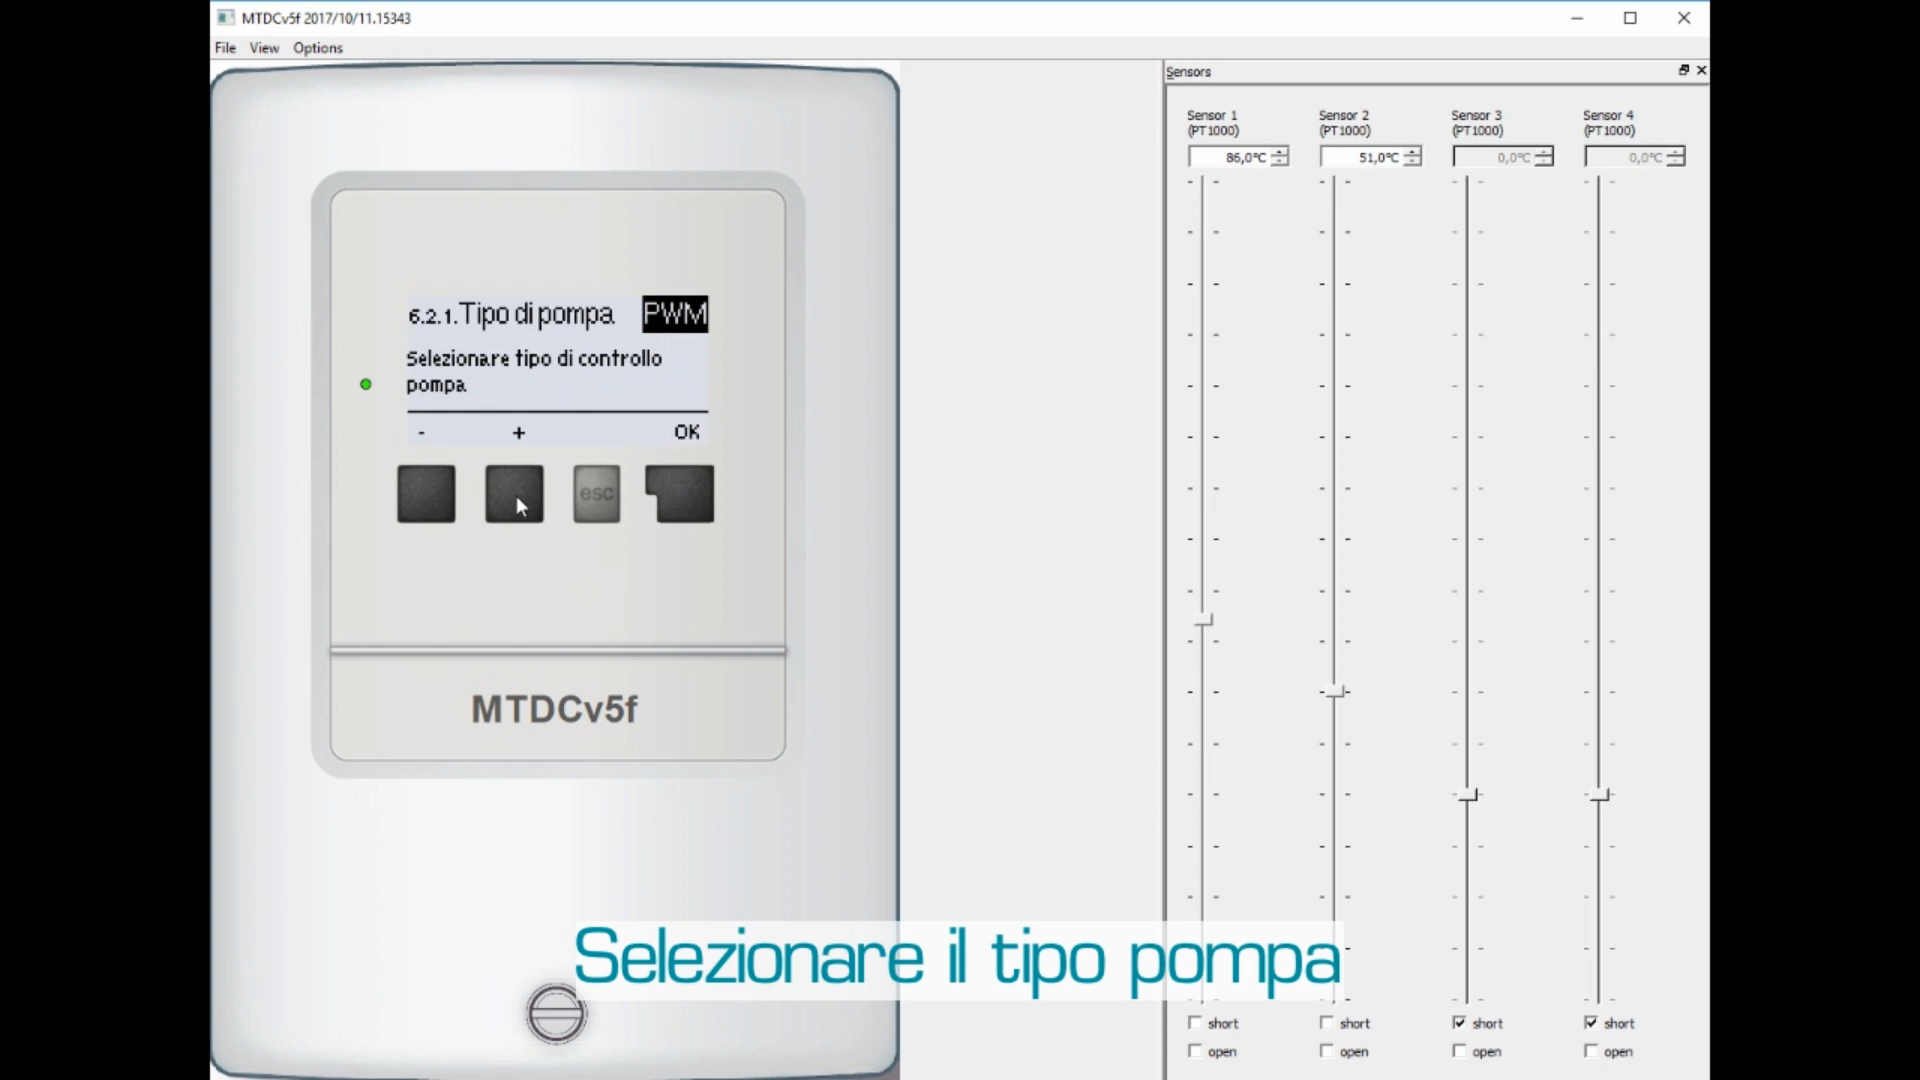 MTDCv5f 2017/10/11.15343
File View Options
Sensors
Sensor 1
(PT1000)
86,0°C
Sensor 2
(PT1000)
51,0°C
Sensor 3
(PT1000)
0,0°C
Sensor 4
(PT1000)
0,0°C
6.2.1.Tipo di pompa PWM
Selezionare tipo di controllo
pompa
- + OK
esc
MTDCv5f
Selezionare il tipo pompa
short short short short
open open open open